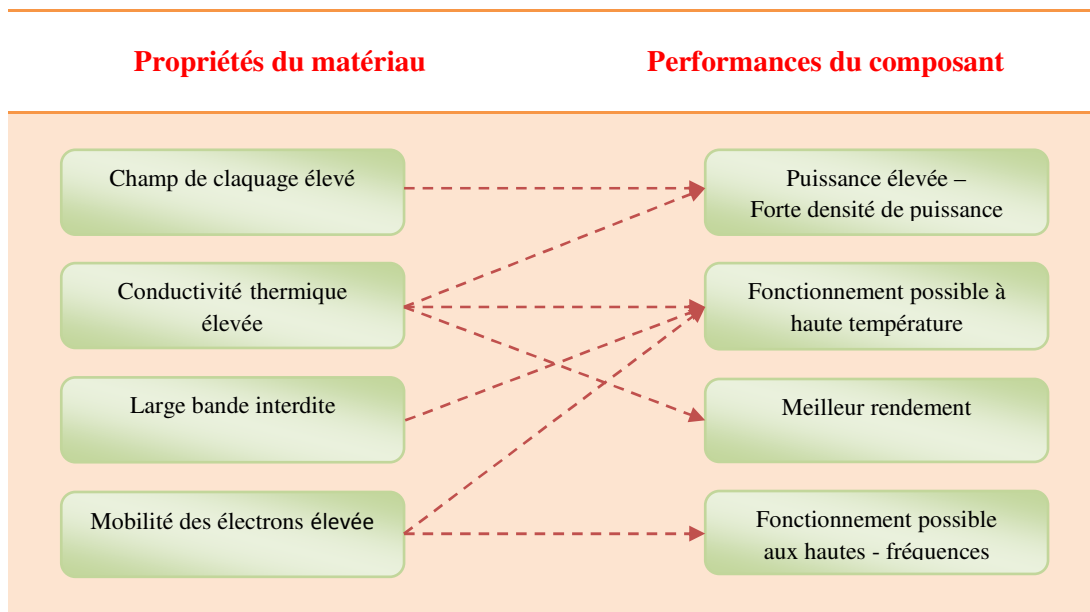 Propriétés du matériau
Performances du composant
Champ de claquage élevé
Puissance élevée –
Forte densité de puissance
Conductivité thermique
élevée
Fonctionnement possible à
haute température
Large bande interdite
Meilleur rendement
Mobilité des électrons élevée
Fonctionnement possible
aux hautes - fréquences